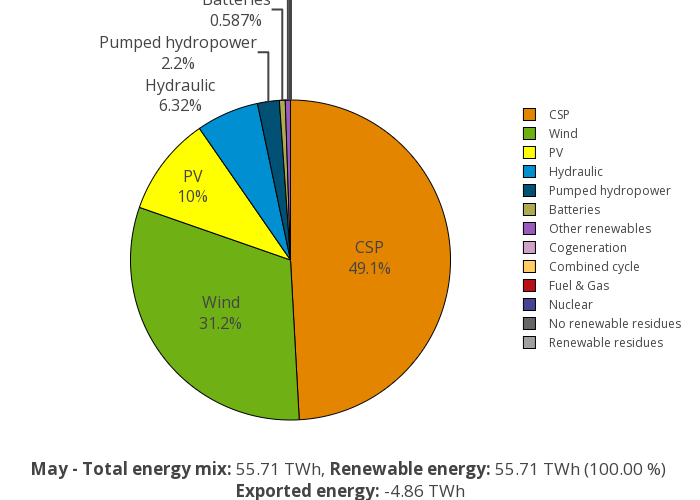 Batteries
0.587%
Pumped hydropower
2.2%
Hydraulic
6.32%
PV
10%
CSP
49.1%
Wind
31.2%
CSP
Wind
PV
Hydraulic
Pumped hydropower
Batteries
Other renewables
Cogeneration
Combined cycle
Fuel & Gas
Nuclear
No renewable residues
Renewable residues
May - Total energy mix: 55.71 TWh, Renewable energy: 55.71 TWh (100.00 %)
Exported energy: -4.86 TWh